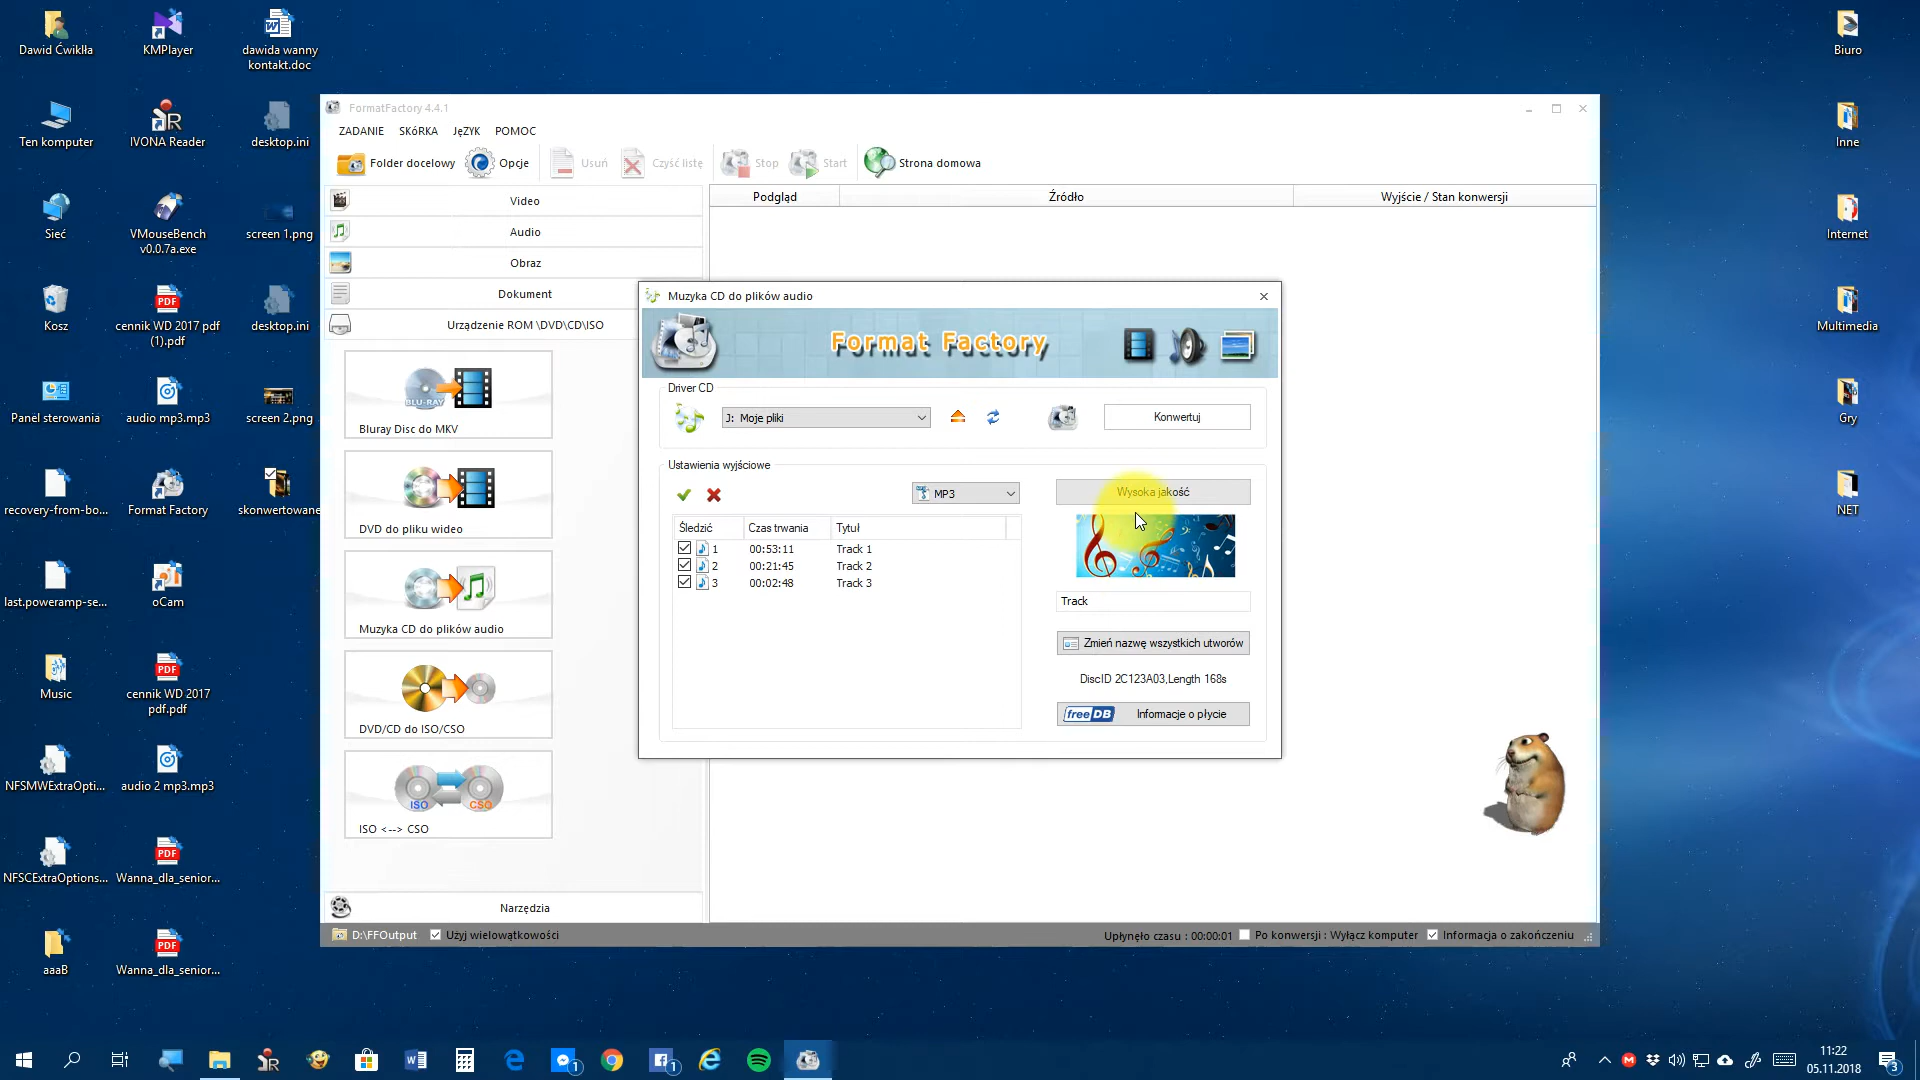 Dawid Ćwikłła
KMPlayer
dawida wanny
kontakt.doc
Ten komputer
IVONA Reader
desktop.ini
Sieć
VMouseBench
v0.0.7a.exe
screen 1.png
Kosz
cennik WD 2017 pdf
(1).pdf
desktop.ini
Panel sterowania
audio mp3.mp3
screen 2.png
recovery-from-bo...
Format Factory
skonwertowane
last.poweramp-se...
oCam
Music
cennik WD 2017
pdf.pdf
NFSMWExtraOpti...
audio 2 mp3.mp3
NFSCExtraOptions...
Wanna_dla_senior...
aaaB
Wanna_dla_senior...
Biuro
Inne
Internet
Multimedia
Gry
NET
FormatFactory 4.4.1
ZADANIE SKóRKA JęZYK POMOC
Folder docelowy Opcje Usuń Czyść listę Stop Start Strona domowa
Video
Audio
Obraz
Dokument
Urządzenie ROM \DVD\CD\ISO
BLU-RAY
Bluray Disc do MKV
DVD do pliku wideo
Muzyka CD do plików audio
DVD/CD do ISO/CSO
ISO CSO
ISO <--> CSO
Narzędzia
Podgląd Źródło Wyjście / Stan konwersji
Muzyka CD do plików audio
Format Factory
Driver CD
J: Moje pliki
Konwertuj
Ustawienia wyjściowe
MP3
Wysoka jakość
Śledzić Czas trwania Tytuł
1 00:53:11 Track 1
2 00:21:45 Track 2
3 00:02:48 Track 3
Track
Zmień nazwę wszystkich utworów
DiscID 2C123A03,Length 168s
freeDB Informacje o płycie
D:\FFOutput Użyj wielowątkowości
Upłynęło czasu : 00:00:01 Po konwersji : Wyłącz komputer Informacja o zakończeniu
1
1
11:22
05.11.2018
3